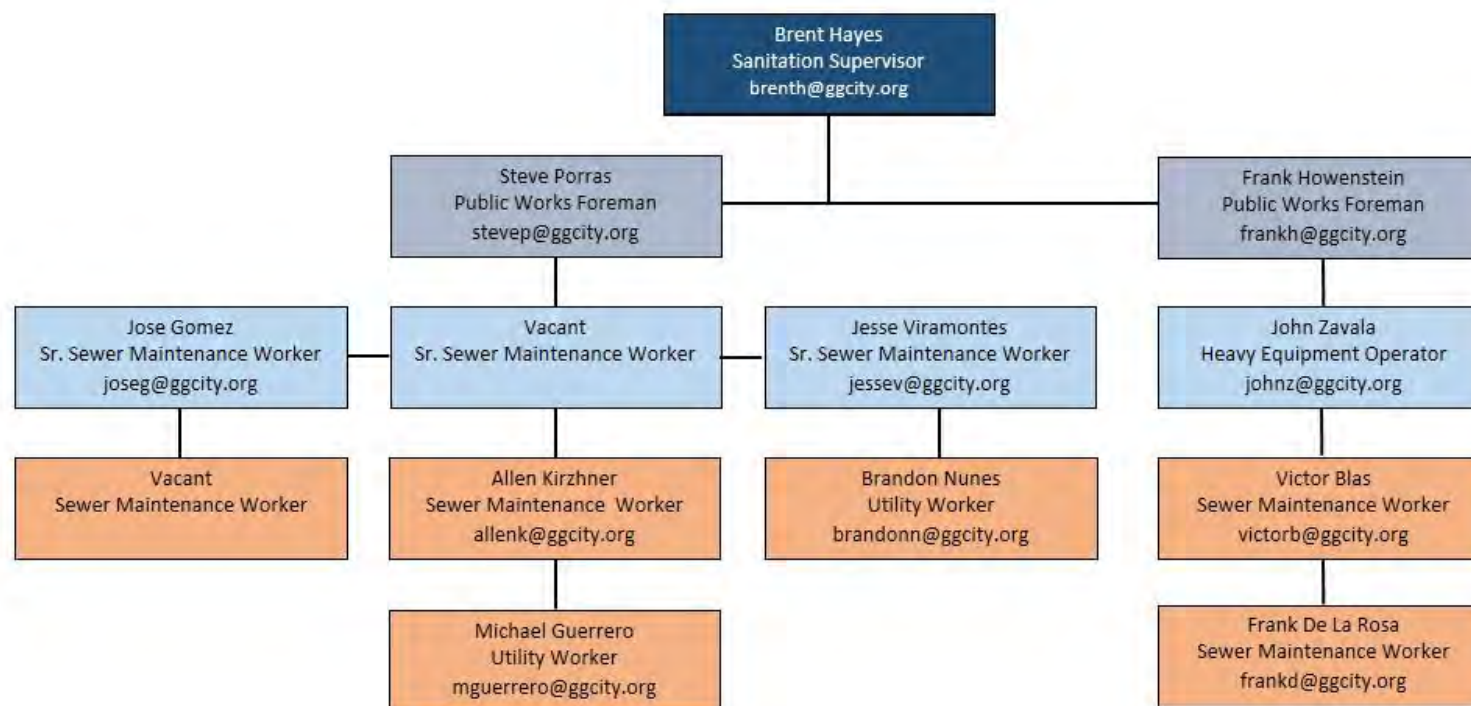 Brent Hayes
Sanitation Supervisor
brenth@ggcity.org
Steve Porras
Public Works Foreman
stevep@ggcity.org
Frank Howenstein
Public Works Foreman
frankh@ggcity.org
Jose Gomez
Sr. Sewer Maintenance Worker
joseg@ggcity.org
Vacant
Sr. Sewer Maintenance Worker
Jesse Viramontes
Sr. Sewer Maintenance Worker
jessev@ggcity.org
John Zavala
Heavy Equipment Operator
johnz@ggcity.org
Vacant
Sewer Maintenance Worker
Allen Kirzhner
Sewer Maintenance Worker
allenk@ggcity.org
Brandon Nunes
Utility Worker
brandonn@ggcity.org
Victor Blas
Sewer Maintenance Worker
victorb@ggcity.org
Michael Guerrero
Utility Worker
mguerrero@ggcity.org
Frank De La Rosa
Sewer Maintenance Worker
frankd@ggcity.org